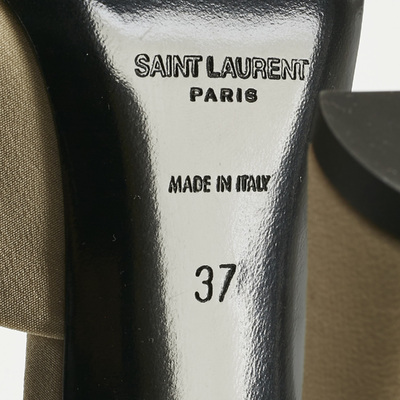 SAINT LAURENT
PARIS
MADE IN ITALY
37